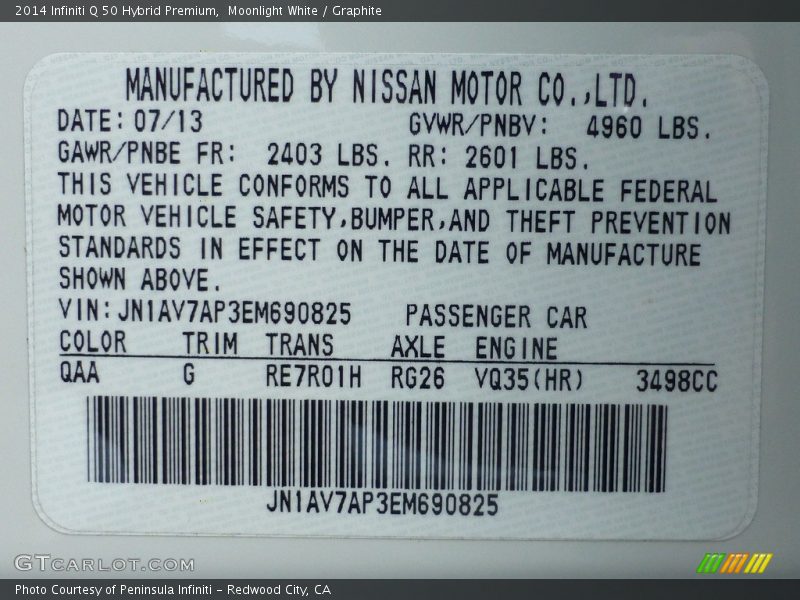 2014 Infiniti Q 50 Hybrid Premium,  Moonlight White / Graphite
MANUFACTURED BY NISSAN MOTOR CO.,LTD.
DATE: 07/13 GVWR/PNBV: 4960 LBS.
GAWR/PNBE FR: 2403 LBS. RR: 2601 LBS.
THIS VEHICLE CONFORMS TO ALL APPLICABLE FEDERAL
MOTOR VEHICLE SAFETY,BUMPER,AND THEFT PREVENTION
STANDARDS IN EFFECT ON THE DATE OF MANUFACTURE
SHOWN ABOVE.
VIN: JN1AV7AP3EM690825 PASSENGER CAR
COLOR TRIM TRANS AXLE ENGINE
QAA G RE7R01H RG26 VQ35(HR) 3498CC
JN1AV7AP3EM690825
GTCARLOT.COM
Photo Courtesy of Peninsula Infiniti - Redwood City, CA